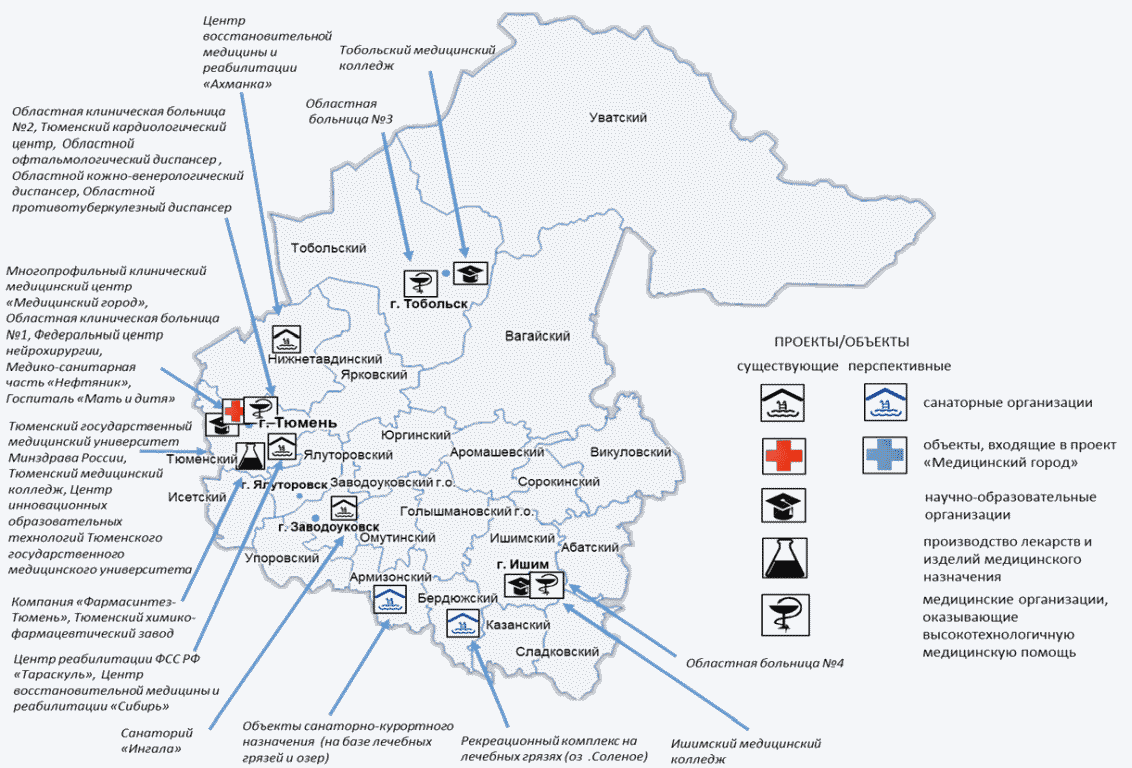 Центр
восстановительной
медицины и
реабилитации
«Ахманка»
Тобольский медицинский
колледж
Областная
больница №3
Областная клиническая больница
№2, Тюменский кардиологический
центр, Областной
офтальмологический диспансер ,
Областной кожно-венерологический
диспансер, Областной
противотуберкулезный диспансер
Многопрофильный клинический
медицинский центр
«Медицинский город»,
Областная клиническая больница
№1, Федеральный центр
нейрохирургии,
Медико-санитарная
часть «Нефтяник»,
Госпиталь «Мать и дитя»
Тюменский государственный
медицинский университет
Минздрава России,
Тюменский медицинский
колледж, Центр
инновационных
образовательных
технологий Тюменского
государственного
медицинского университета
Компания «Фармасинтез-
Тюмень», Тюменский химико-
фармацевтический завод
Центр реабилитации ФСС РФ
«Тараскуль», Центр
восстановительной медицины и
реабилитации «Сибирь»
Санаторий
«Ингала»
Объекты санаторно-курортного
назначения (на базе лечебных
грязей и озер)
Рекреационный комплекс на
лечебных грязях (оз .Соленое)
Ишимский медицинский
колледж
Областная больница №4
Уватский
Тобольский
г. Тобольск
Вагайский
Нижнетавдинский
Ярковский
г. Тюмень
Тюменский
Юргинский
Ялуторовский
Аромашевский
Викуловский
Исетский
г. Ялуторовск
Заводоуковский г.о.
Сорокинский
г. Заводоуковск
Голышмановский г.о.
Омутинский
Ишимский
Абатский
Упоровский
г. Ишим
Армизонский
Бердюжский
Казанский
Сладковский
ПРОЕКТЫ/ОБЪЕКТЫ
существующие перспективные
санаторные организации
объекты, входящие в проект
«Медицинский город»
научно-образовательные
организации
производство лекарств и
изделий медицинского
назначения
медицинские организации,
оказывающие
высокотехнологичную
медицинскую помощь